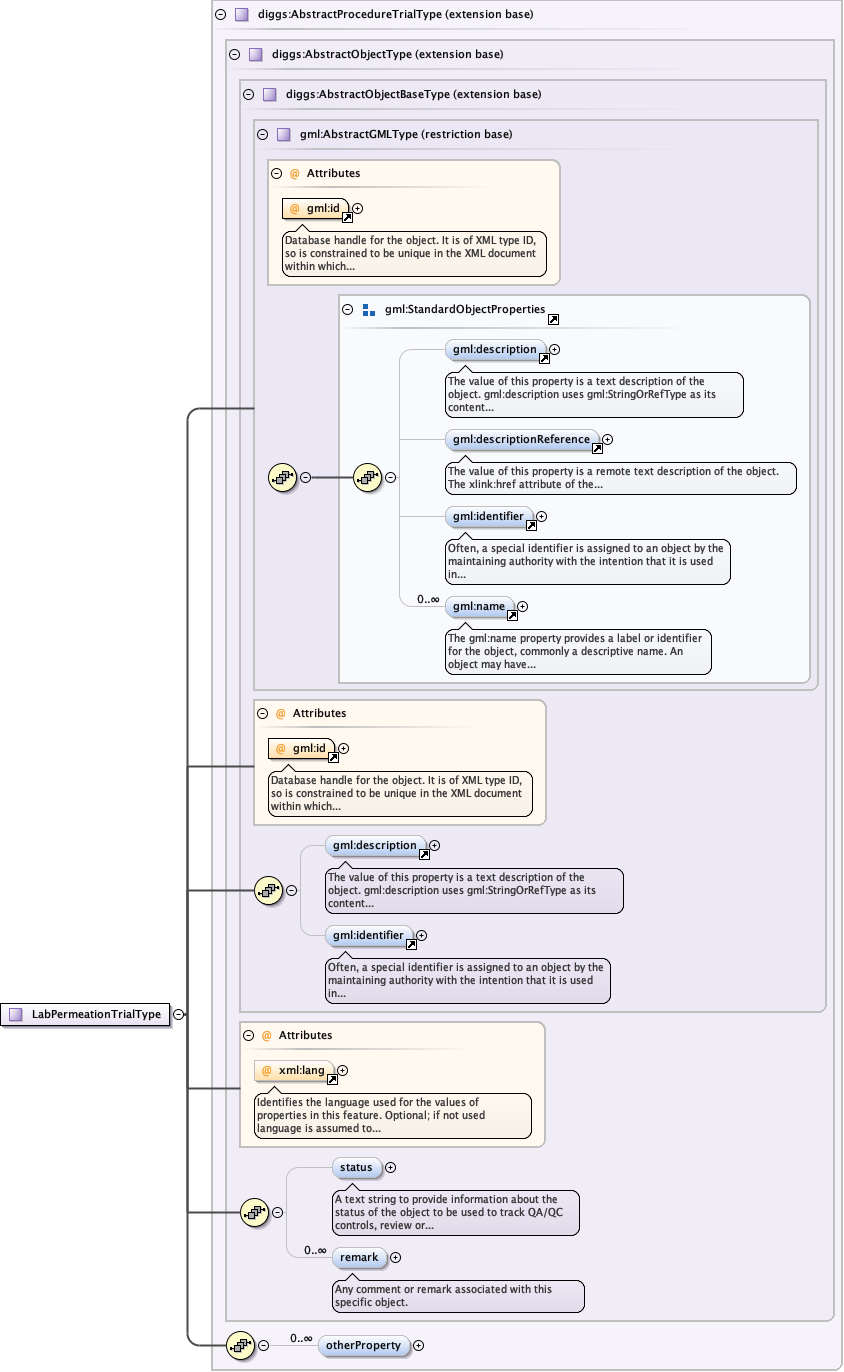 diggs:AbstractProcedureTrialType (extension base)
diggs:AbstractObjectType (extension base)
diggs:AbstractObjectBaseType (extension base)
gml:AbstractGMLType (restriction base)
@ Attributes
@ gml:id
Database handle for the object. It is of XML type ID,
so is constrained to be unique in the XML document
within which...
gml:StandardObjectProperties
gml:description
The value of this property is a text description of the
object. gml:description uses gml:StringOrRefType as its
content...
gml:descriptionReference
The value of this property is a remote text description of the object.
The xlink:href attribute of the...
gml:identifier
Often, a special identifier is assigned to an object by the
maintaining authority with the intention that it is used
in...
0..∞
gml:name
The gml:name property provides a label or identifier
for the object, commonly a descriptive name. An
object may have...
@ Attributes
@ gml:id
Database handle for the object. It is of XML type ID,
so is constrained to be unique in the XML document
within which...
gml:description
The value of this property is a text description of the
object. gml:description uses gml:StringOrRefType as its
content...
gml:identifier
Often, a special identifier is assigned to an object by the
maintaining authority with the intention that it is used
in...
LabPermeationTrialType
@ Attributes
@ xml:lang
Identifies the language used for the values of
properties in this feature. Optional; if not used
language is assumed to...
status
A text string to provide information about the
status of the object to be used to track QA/QC
controls, review or...
0..∞
remark
Any comment or remark associated with this
specific object.
0..∞
otherProperty